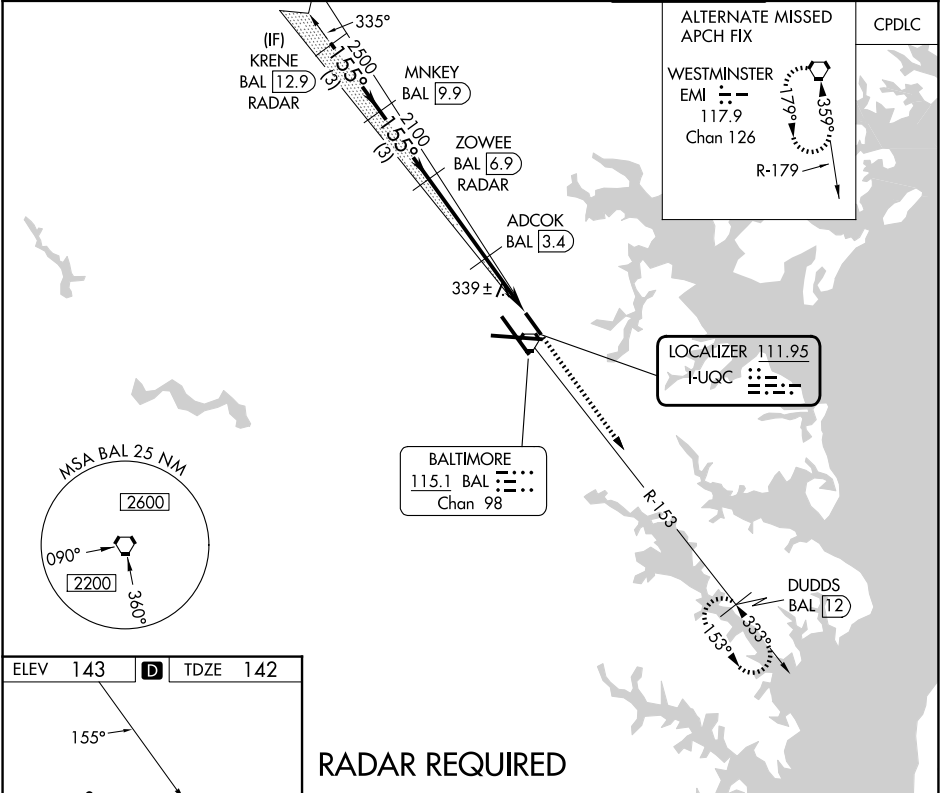 335°
(IF)
KRENE
BAL 12.9
RADAR
2500
155°
(3)
MNKEY
BAL 9.9
2100
155°
(3)
ZOWEE
BAL 6.9
RADAR
ADCOK
BAL 3.4
339 ±
ALTERNATE MISSED
APCH FIX
WESTMINSTER
EMI
117.9
Chan 126
179°
359°
R-179
CPDLC
LOCALIZER 111.95
I-UQC
BALTIMORE
115.1 BAL
Chan 98
R-153
DUDDS
BAL 12
333°
153°
MSA BAL 25 NM
2600
090°
2200
360°
ELEV 143 D TDZE 142
155°
RADAR REQUIRED